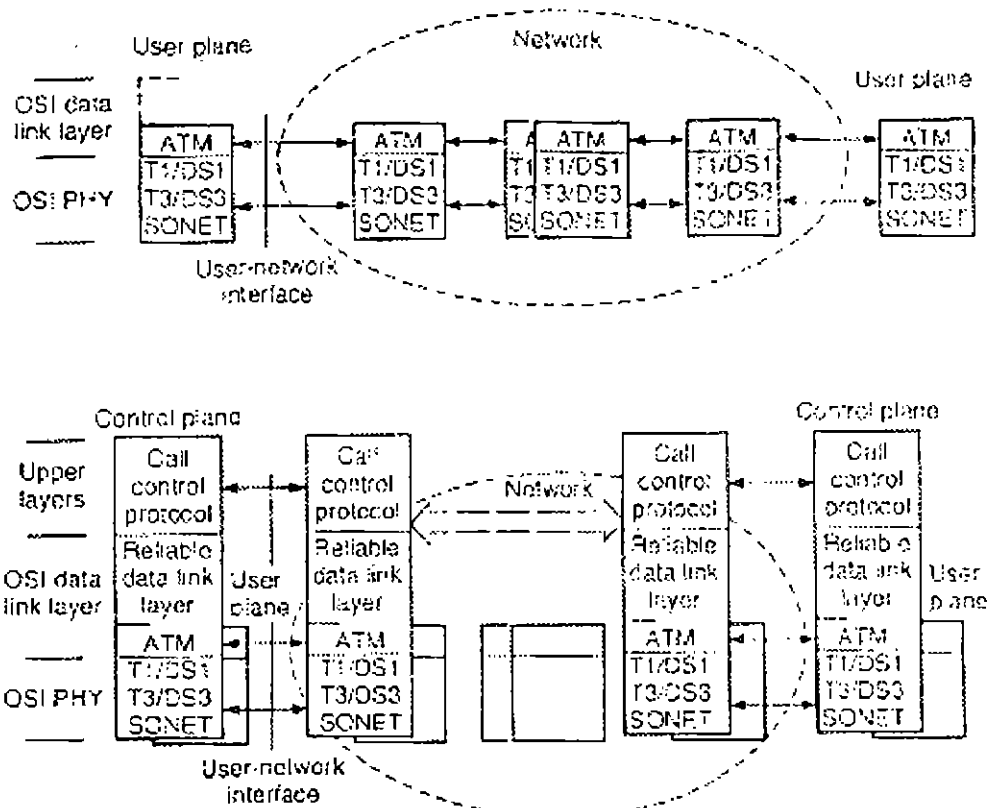 User plane
Network
User plane
OSI data
link layer
OSI PHY
ATM
T1/DS1
T3/DS3
SONET
ATM
T1/DS1
T3/DS3
SONET
A
T1
T3
SC
ATM
T1/DS1
T3/DS3
SONET
ATM
T1/DS1
T3/DS3
SONET
ATM
T1/DS1
T3/DS3
SONET
User-network
interface
Control plane
Control plane
Upper
layers
OSI data
link layer
OSI PHY
Call
control
protocol
Reliable
data link
layer
ATM
T1/DS1
T3/DS3
SONET
User
plane
Call
control
protocol
Reliable
data link
layer
ATM
T1/DS1
T3/DS3
SONET
Network
Call
control
protocol
Reliable
data link
layer
ATM
T1/DS1
T3/DS3
SONET
Call
control
protocol
Reliable
data link
layer
ATM
T1/DS1
T3/DS3
SONET
User
plane
User-network
interface